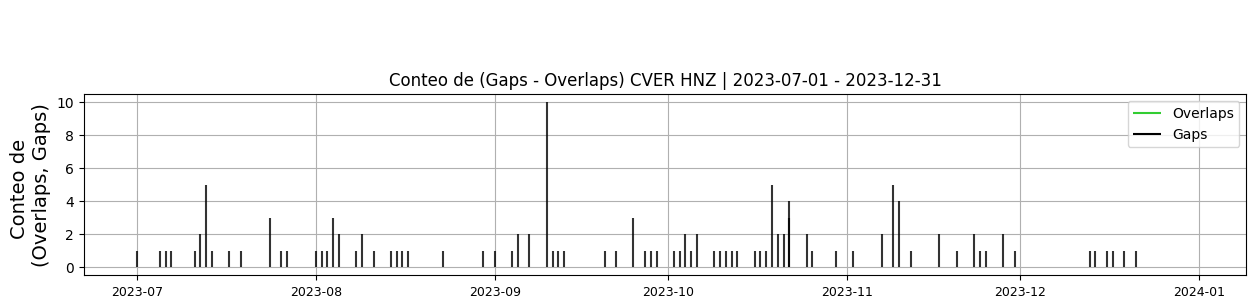 Conteo de (Gaps - Overlaps) CVER HNZ | 2023-07-01 - 2023-12-31
Conteo de
(Overlaps, Gaps)
10
8
6
4
2
0
Overlaps
Gaps
2023-07
2023-08
2023-09
2023-10
2023-11
2023-12
2024-01